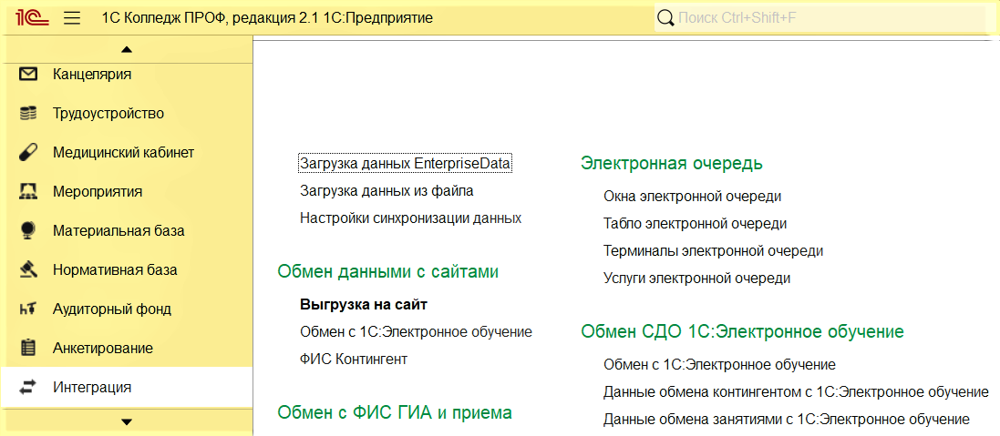 1С Колледж ПРОФ, редакция 2.1 1С:Предприятие
Поиск Ctrl+Shift+F
Канцелярия
Трудоустройство
Медицинский кабинет
Мероприятия
Материальная база
Нормативная база
Аудиторный фонд
Анкетирование
Интеграция
Загрузка данных EnterpriseData
Загрузка данных из файла
Настройки синхронизации данных
Обмен данными с сайтами
Выгрузка на сайт
Обмен с 1С:Электронное обучение
ФИС Контингент
Обмен с ФИС ГИА и приема
Электронная очередь
Окна электронной очереди
Табло электронной очереди
Терминалы электронной очереди
Услуги электронной очереди
Обмен СДО 1С:Электронное обучение
Обмен с 1С:Электронное обучение
Данные обмена контингентом с 1С:Электронное обучение
Данные обмена занятиями с 1С:Электронное обучение